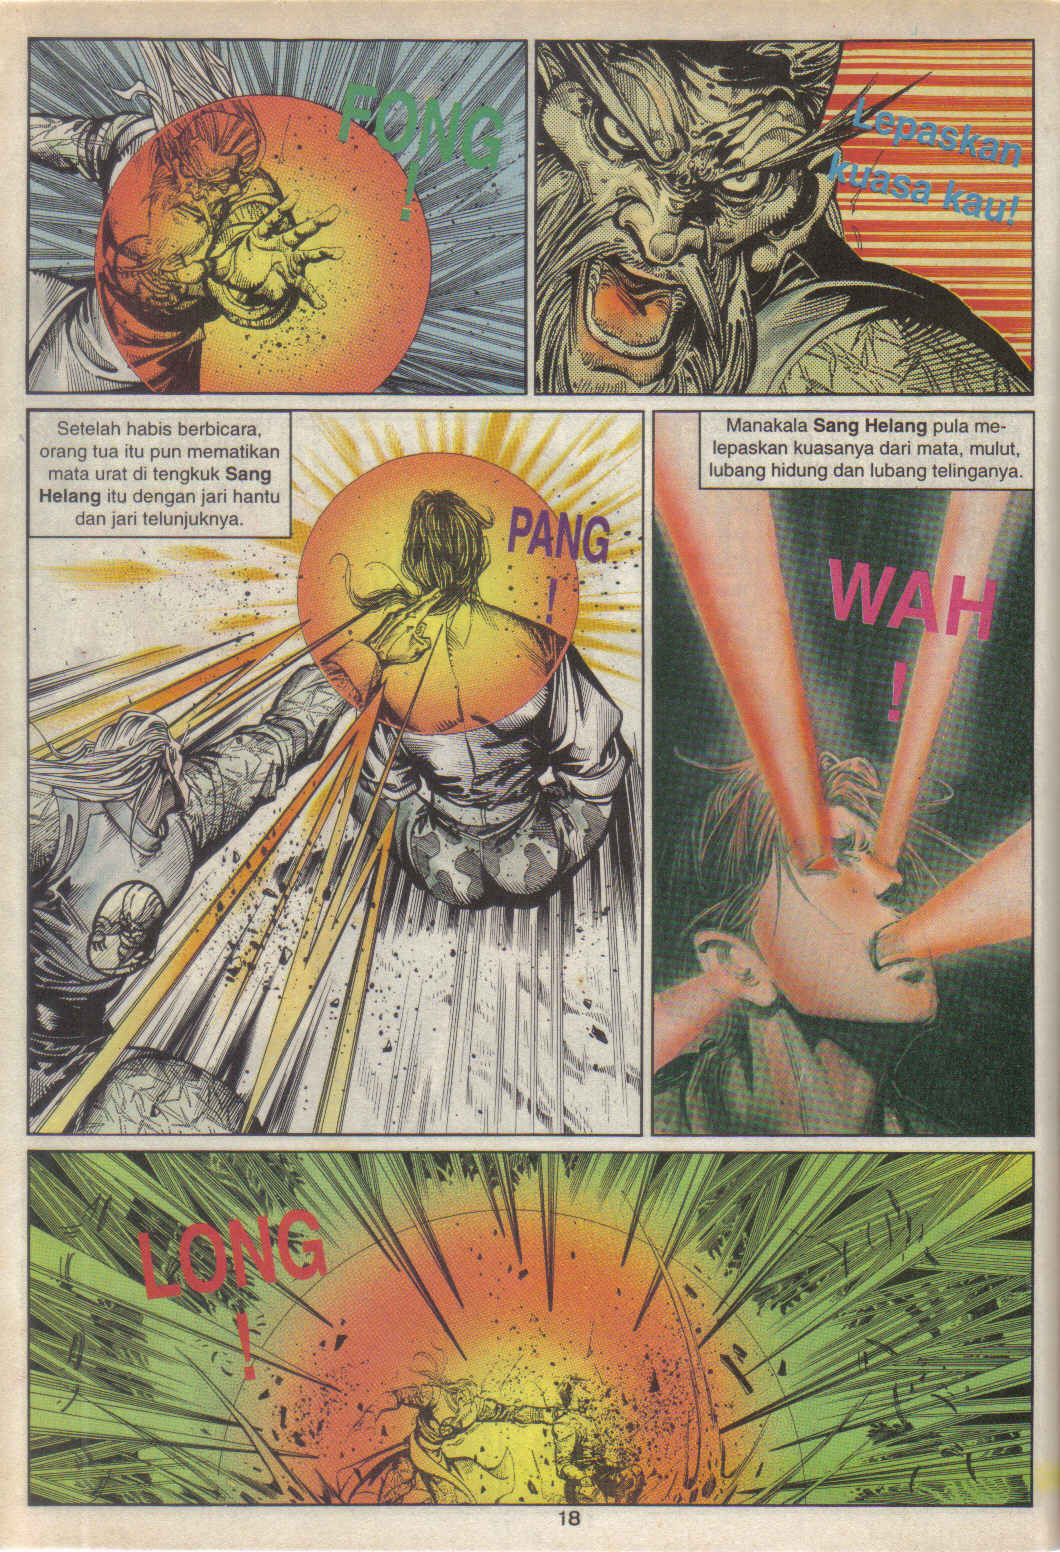 FONG
!
Lepaskan
kuasa kau!
Setelah habis berbicara,
orang tua itu pun mematikan
mata urat di tengkuk Sang
Helang itu dengan jari hantu
dan jari telunjuknya.
PANG
!
Manakala Sang Helang pula me-
lepaskan kuasanya dari mata, mulut,
lubang hidung dan lubang telinganya.
WAH
!
LONG
!
18